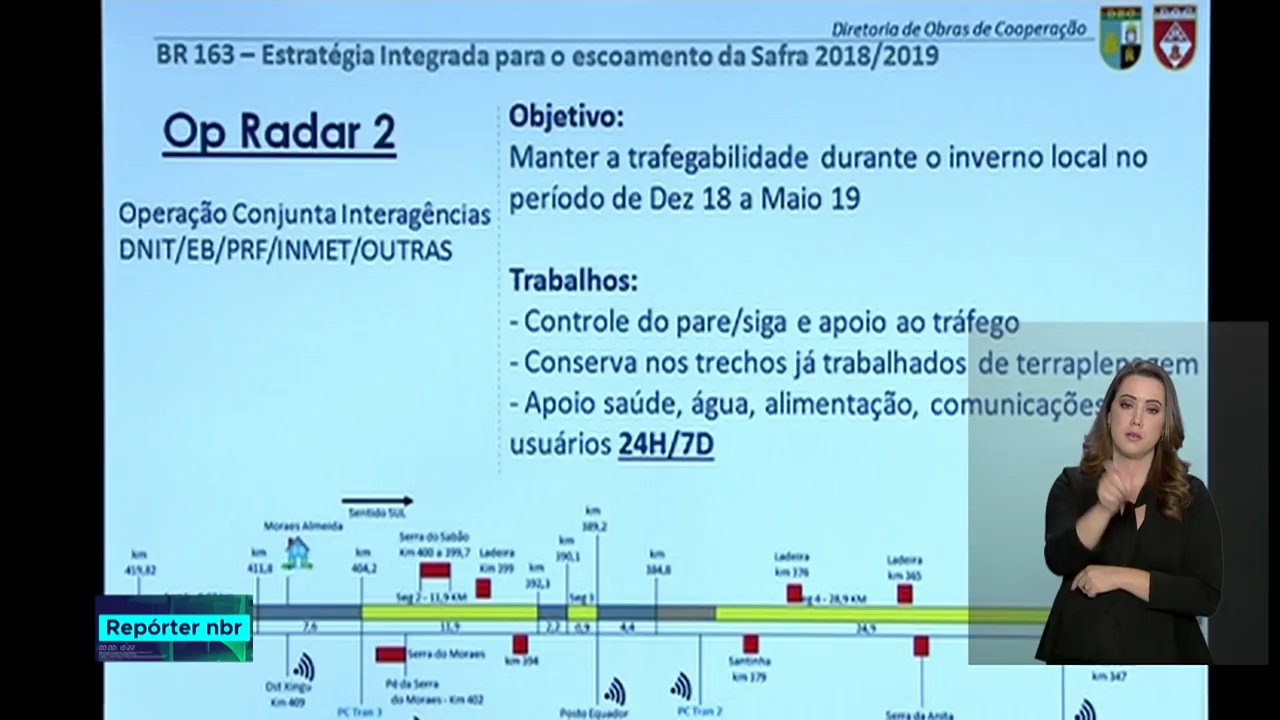 Diretoria de Obras de Cooperação
BR 163 – Estratégia Integrada para o escoamento da Safra 2018/2019
Op Radar 2
Operação Conjunta Interagências
DNIT/EB/PRF/INMET/OUTRAS
Objetivo:
Manter a trafegabilidade durante o inverno local no
período de Dez 18 a Maio 19
Trabalhos:
- Controle do pare/siga e apoio ao tráfego
- Conserva nos trechos já trabalhados de terraplenagem
- Apoio saúde, água, alimentação, comunicações
usuários 24H/7D
Sentido SUL
Moraes Almeida
km
419,82
km
411,8
km
404,2
Serra do Sabão
Km 400 a 399,7
Ladeira
Km 399
km
392,3
km
390,1
km
389,2
km
384,8
Ladeira
km 376
Ladeira
km 365
Seg 2 - 11,9 KM
Seg 3
Seg 4 - 28,9 KM
7,6
11,9
2,2
0,9
4,4
Serra do Moraes
km 394
Santinha
km 379
km 347
Dst Xingu
Km 409
Pé da Serra
do Moraes - Km 402
PC Tran 3
Posto Equador
PC Tran 2
Serra da Anita
Repórter nbr